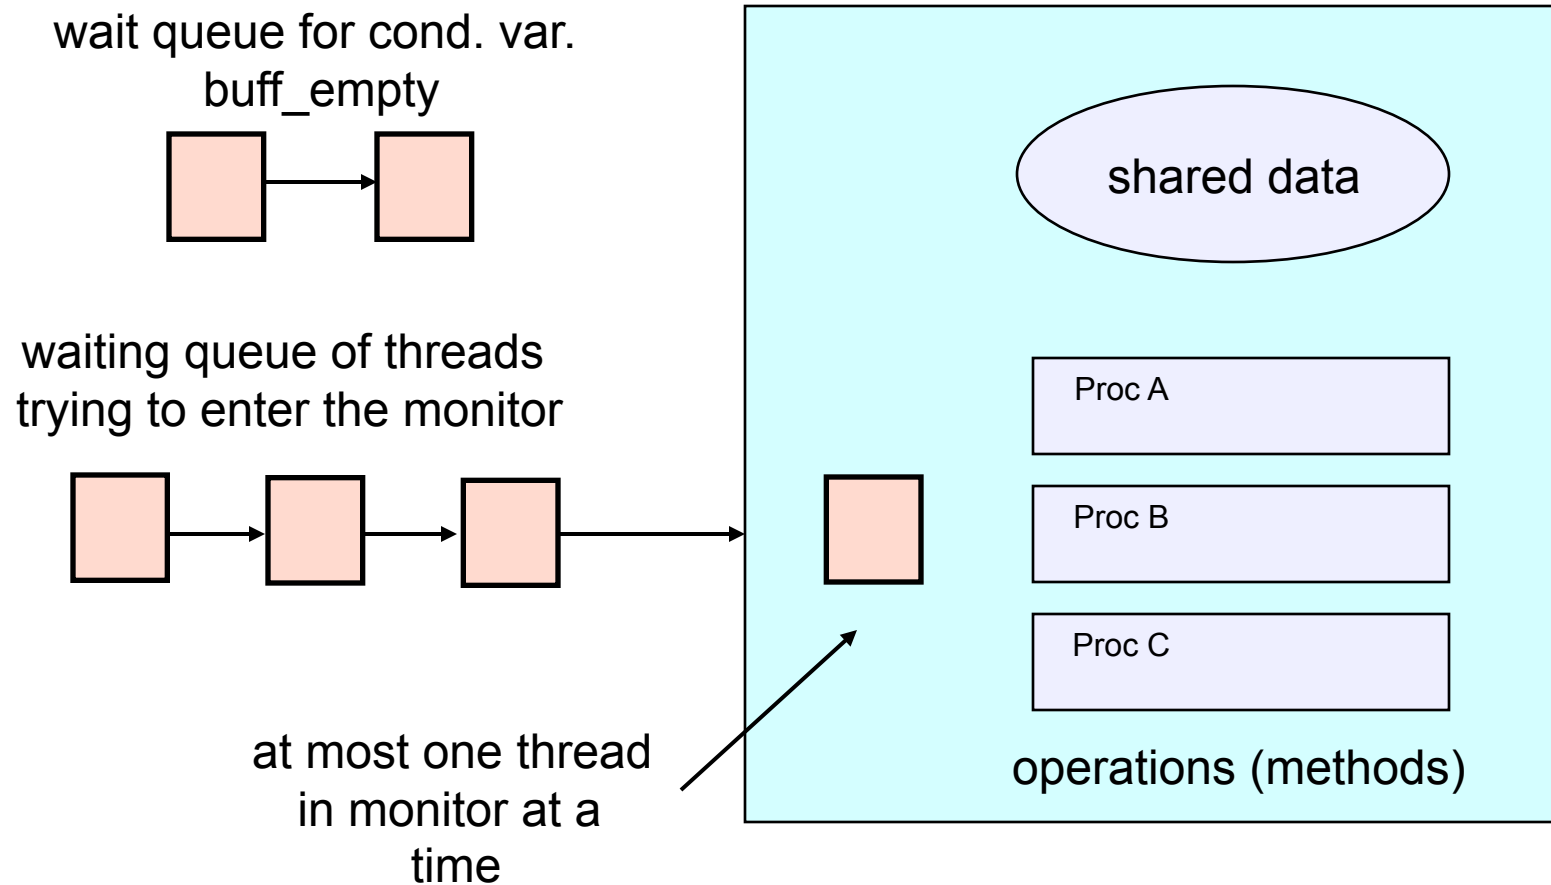 wait queue for cond. var.
buff_empty
shared data
waiting queue of threads
trying to enter the monitor
Proc A
Proc B
Proc C
at most one thread
in monitor at a
time
operations (methods)